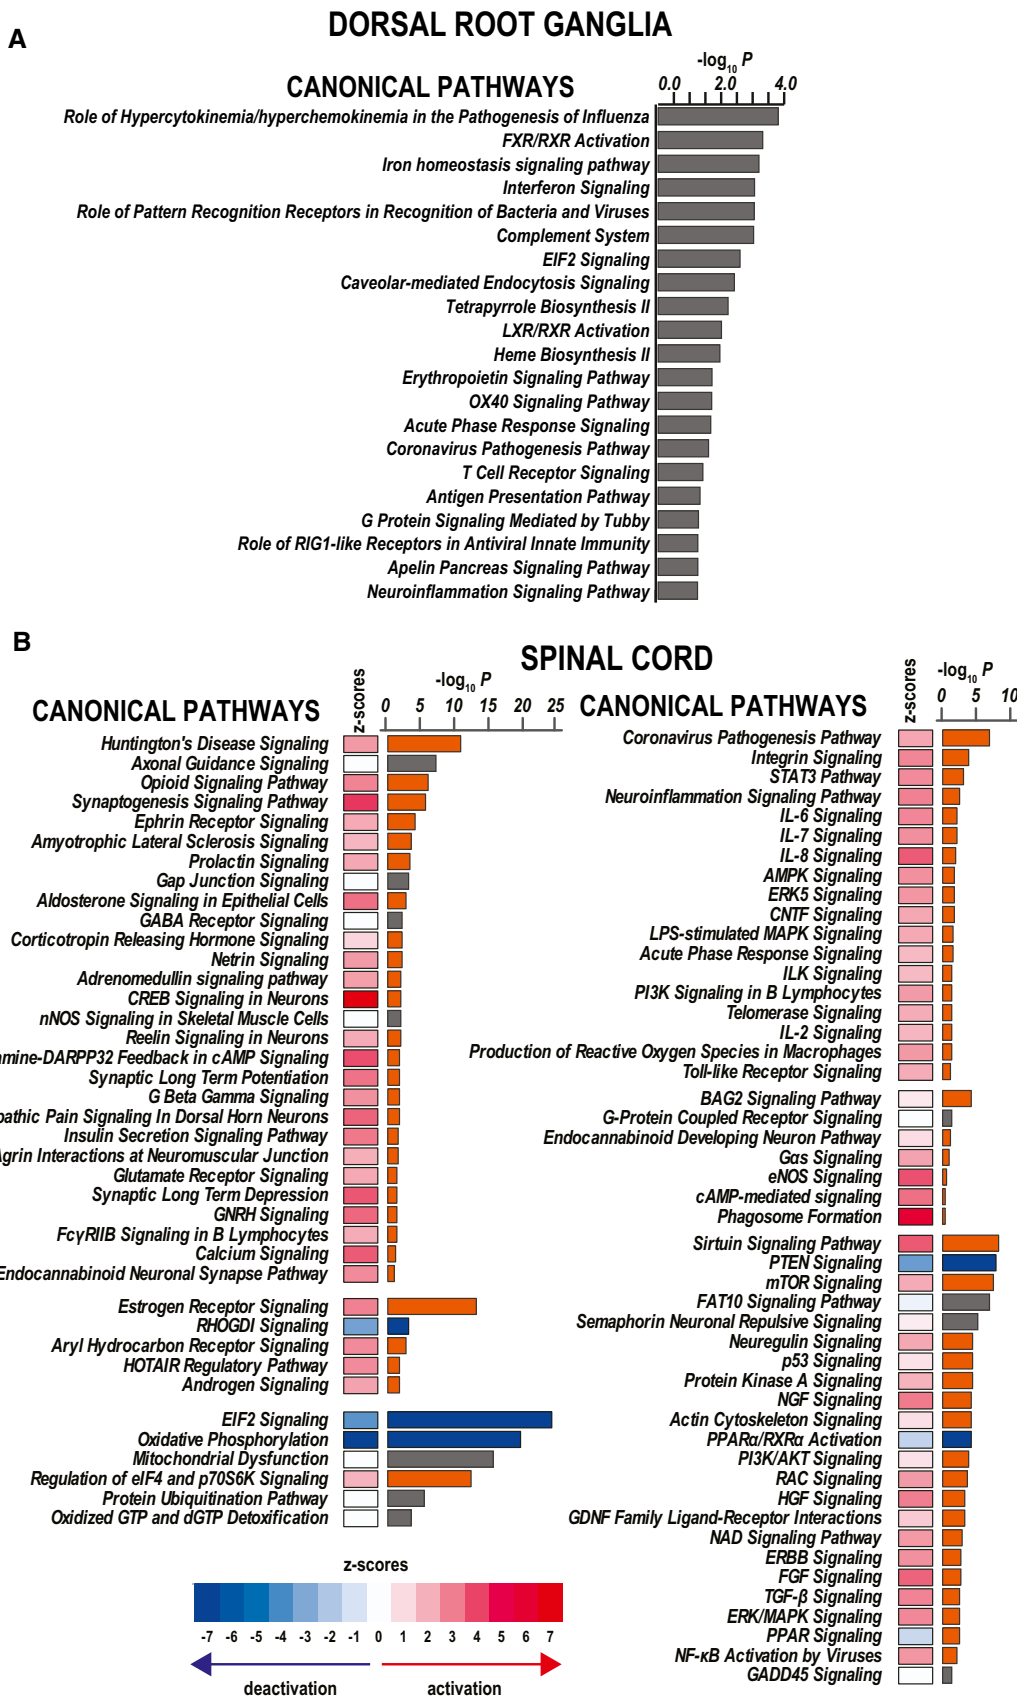 A
DORSAL ROOT GANGLIA
CANONICAL PATHWAYS
-log10 P
0.0 2.0 4.0
Role of Hypercytokinemia/hyperchemokinemia in the Pathogenesis of Influenza
FXR/RXR Activation
Iron homeostasis signaling pathway
Interferon Signaling
Role of Pattern Recognition Receptors in Recognition of Bacteria and Viruses
Complement System
EIF2 Signaling
Caveolar-mediated Endocytosis Signaling
Tetrapyrrole Biosynthesis II
LXR/RXR Activation
Heme Biosynthesis II
Erythropoietin Signaling Pathway
OX40 Signaling Pathway
Acute Phase Response Signaling
Coronavirus Pathogenesis Pathway
T Cell Receptor Signaling
Antigen Presentation Pathway
G Protein Signaling Mediated by Tubby
Role of RIG1-like Receptors in Antiviral Innate Immunity
Apelin Pancreas Signaling Pathway
Neuroinflammation Signaling Pathway
B
SPINAL CORD
CANONICAL PATHWAYS
z-scores
-log10 P
0 5 10 15 20 25
Huntington's Disease Signaling
Axonal Guidance Signaling
Opioid Signaling Pathway
Synaptogenesis Signaling Pathway
Ephrin Receptor Signaling
Amyotrophic Lateral Sclerosis Signaling
Prolactin Signaling
Gap Junction Signaling
Aldosterone Signaling in Epithelial Cells
GABA Receptor Signaling
Corticotropin Releasing Hormone Signaling
Netrin Signaling
Adrenomedullin signaling pathway
CREB Signaling in Neurons
nNOS Signaling in Skeletal Muscle Cells
Reelin Signaling in Neurons
amine-DARPP32 Feedback in cAMP Signaling
Synaptic Long Term Potentiation
G Beta Gamma Signaling
pathic Pain Signaling In Dorsal Horn Neurons
Insulin Secretion Signaling Pathway
Agrin Interactions at Neuromuscular Junction
Glutamate Receptor Signaling
Synaptic Long Term Depression
GNRH Signaling
FcγRIIB Signaling in B Lymphocytes
Calcium Signaling
Endocannabinoid Neuronal Synapse Pathway
Estrogen Receptor Signaling
RHOGDI Signaling
Aryl Hydrocarbon Receptor Signaling
HOTAIR Regulatory Pathway
Androgen Signaling
EIF2 Signaling
Oxidative Phosphorylation
Mitochondrial Dysfunction
Regulation of eIF4 and p70S6K Signaling
Protein Ubiquitination Pathway
Oxidized GTP and dGTP Detoxification
z-scores
-7 -6 -5 -4 -3 -2 -1 0 1 2 3 4 5 6 7
deactivation activation
CANONICAL PATHWAYS
z-scores
-log10 P
0 5 10
Coronavirus Pathogenesis Pathway
Integrin Signaling
STAT3 Pathway
Neuroinflammation Signaling Pathway
IL-6 Signaling
IL-7 Signaling
IL-8 Signaling
AMPK Signaling
ERK5 Signaling
CNTF Signaling
LPS-stimulated MAPK Signaling
Acute Phase Response Signaling
ILK Signaling
PI3K Signaling in B Lymphocytes
Telomerase Signaling
IL-2 Signaling
Production of Reactive Oxygen Species in Macrophages
Toll-like Receptor Signaling
BAG2 Signaling Pathway
G-Protein Coupled Receptor Signaling
Endocannabinoid Developing Neuron Pathway
Gαs Signaling
eNOS Signaling
cAMP-mediated signaling
Phagosome Formation
Sirtuin Signaling Pathway
PTEN Signaling
mTOR Signaling
FAT10 Signaling Pathway
Semaphorin Neuronal Repulsive Signaling
Neuregulin Signaling
p53 Signaling
Protein Kinase A Signaling
NGF Signaling
Actin Cytoskeleton Signaling
PPARα/RXRα Activation
PI3K/AKT Signaling
RAC Signaling
HGF Signaling
GDNF Family Ligand-Receptor Interactions
NAD Signaling Pathway
ERBB Signaling
FGF Signaling
TGF-β Signaling
ERK/MAPK Signaling
PPAR Signaling
NF-κB Activation by Viruses
GADD45 Signaling